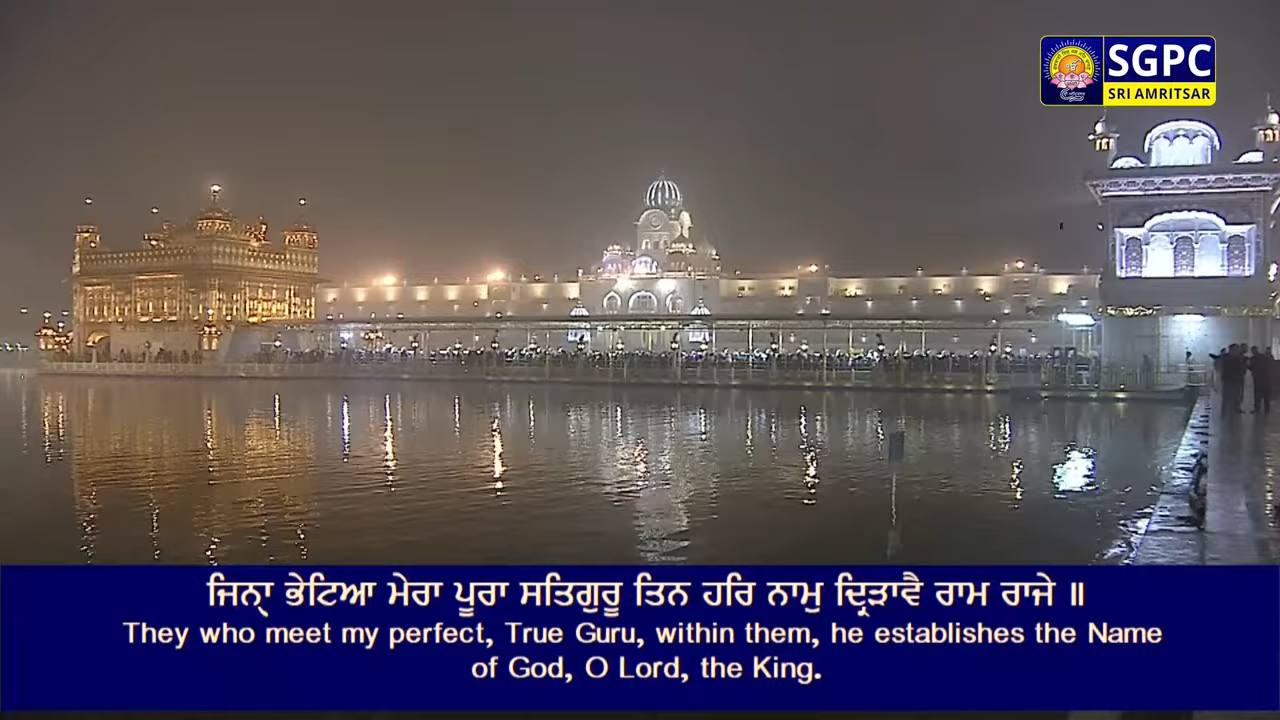 SGPC
SRI AMRITSAR
ਜਿਨਾੑ ਭੇਟਿਆ ਮੇਰਾ ਪੂਰਾ ਸਤਿਗੁਰੂ ਤਿਨ ਹਰਿ ਨਾਮੁ ਦ੍ਰਿੜਾਵੈ ਰਾਮ ਰਾਜੇ ॥
They who meet my perfect, True Guru, within them, he establishes the Name
of God, O Lord, the King.